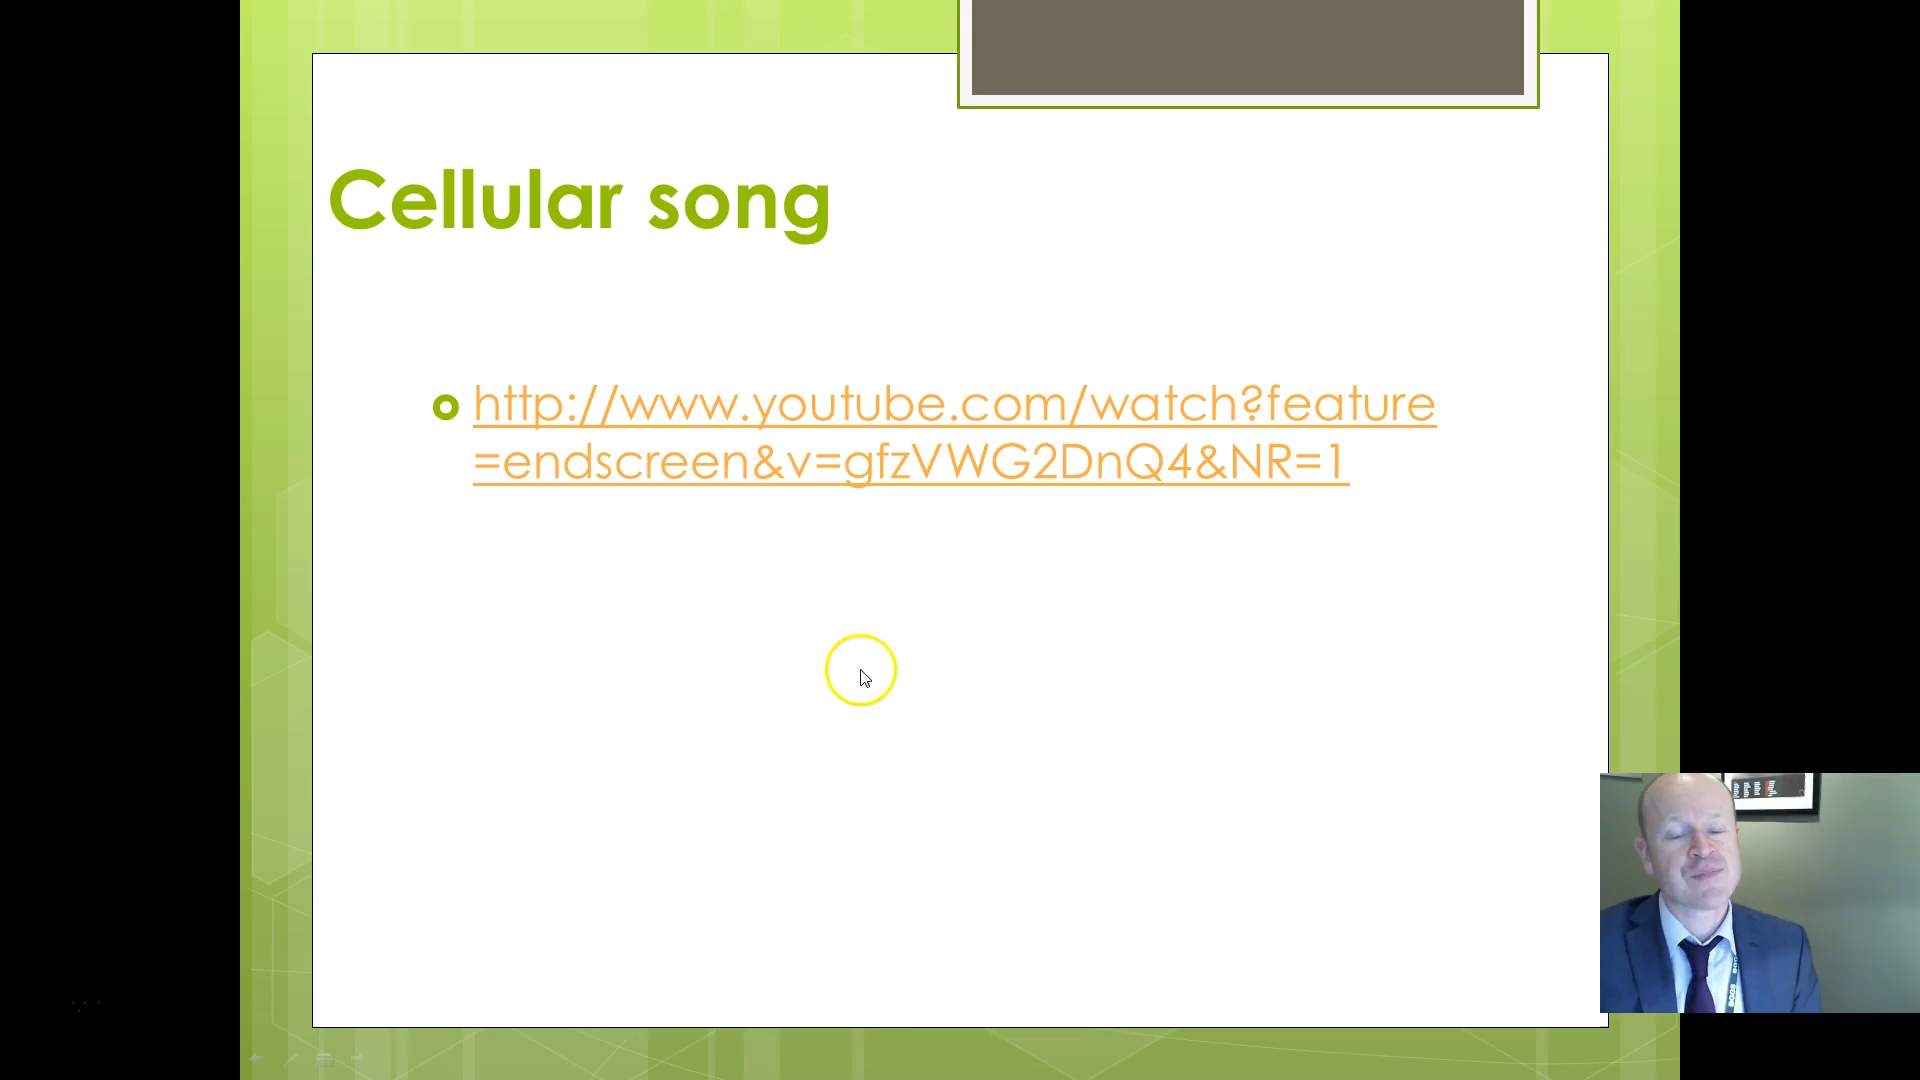 Cellular song
http://www.youtube.com/watch?feature
=endscreen&v=gfzVWG2DnQ4&NR=1